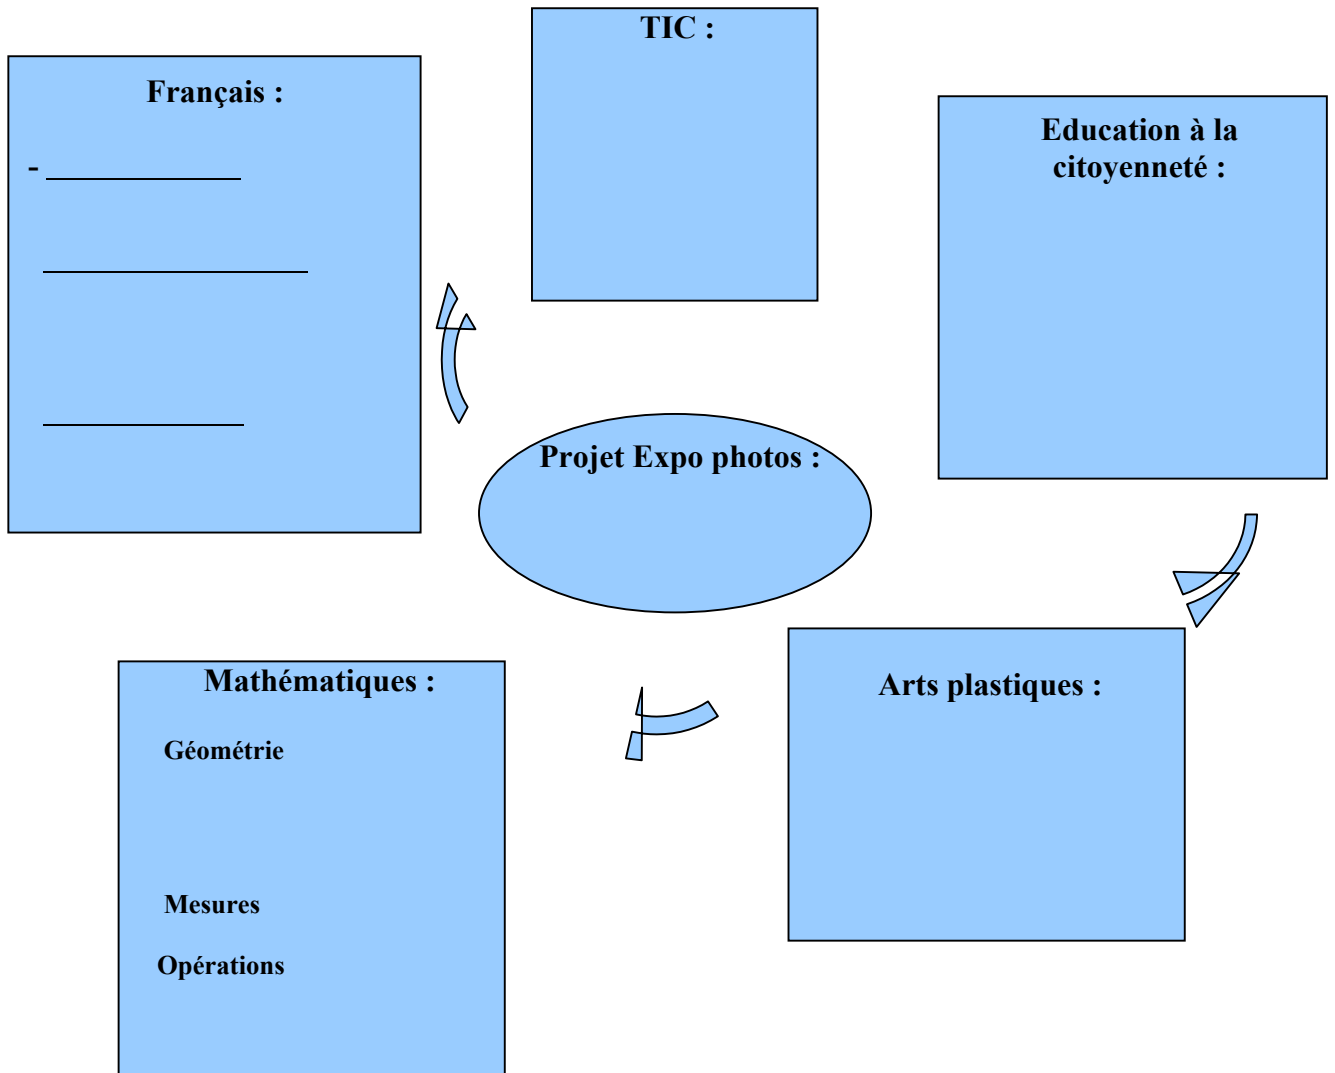 TIC :
Français :
-
Education à la
citoyenneté :
Projet Expo photos :
Mathématiques :
Géométrie
Mesures
Opérations
Arts plastiques :